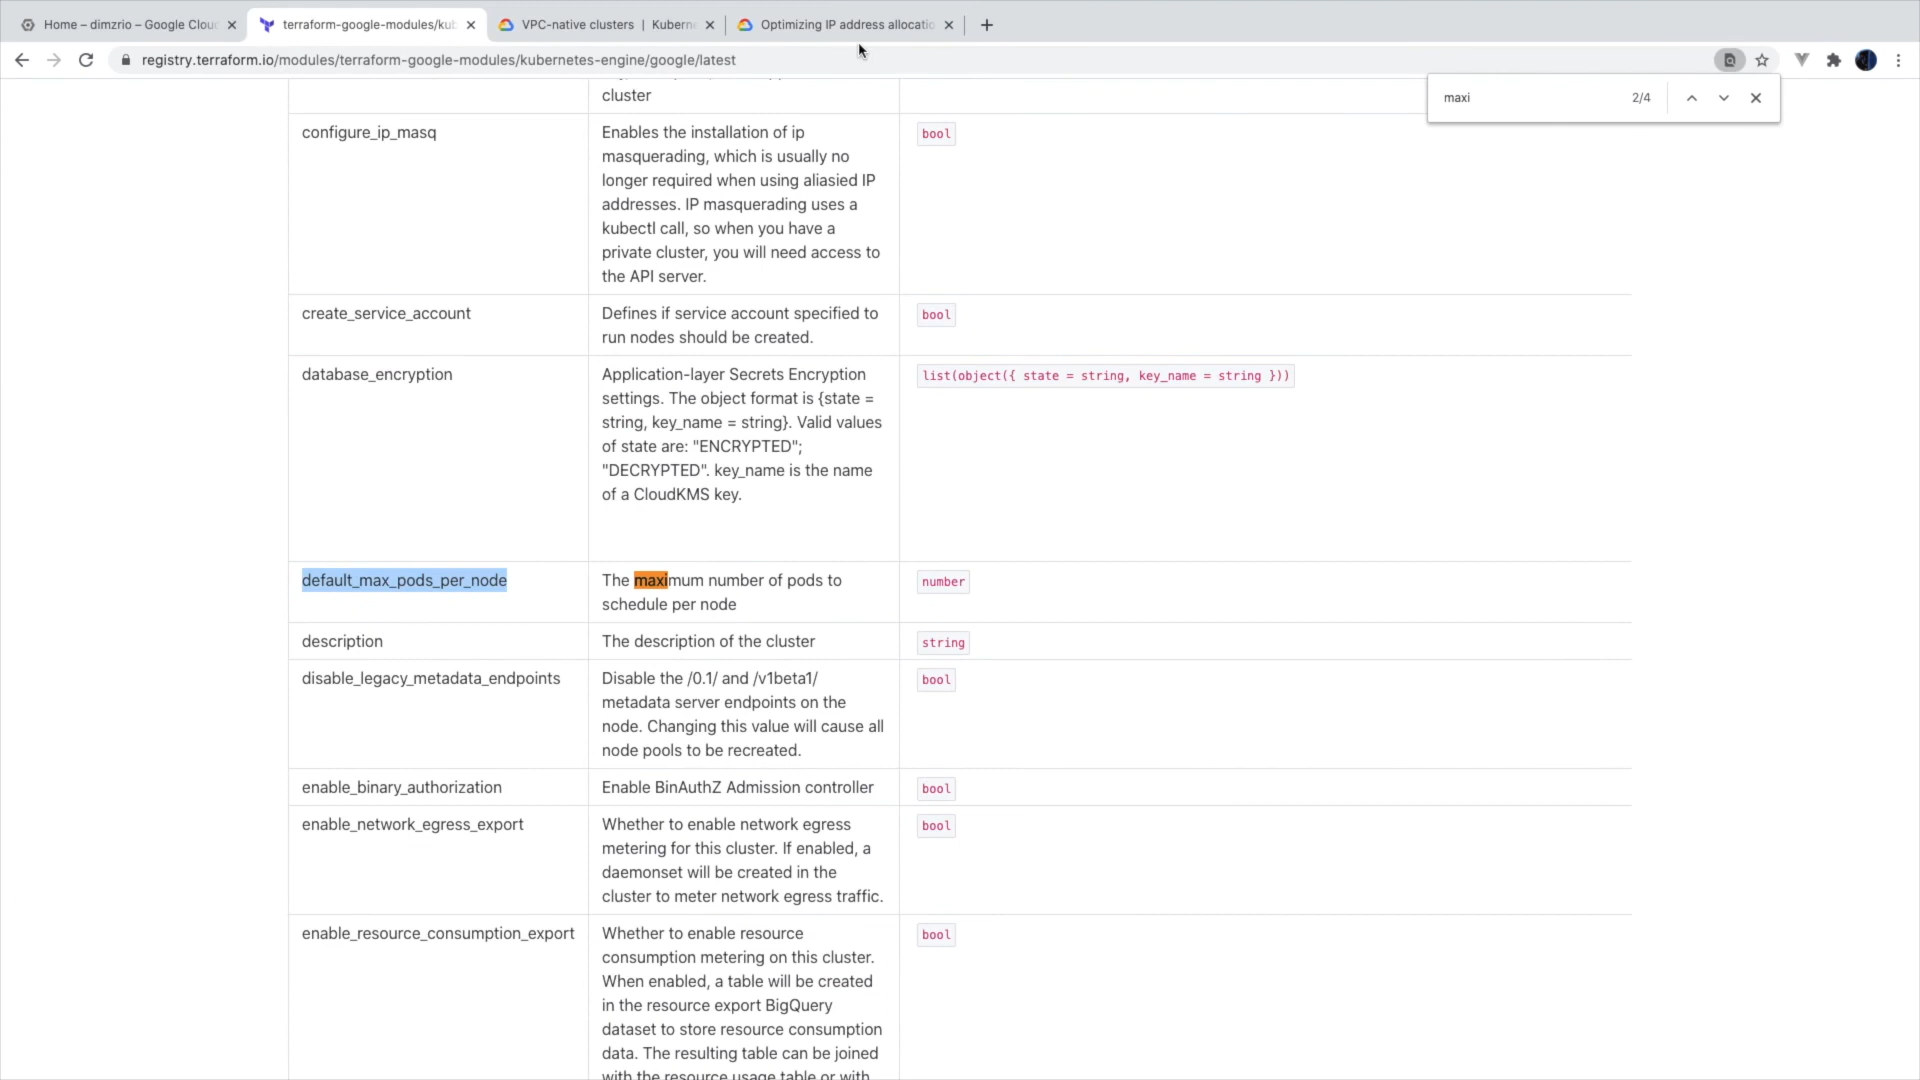 Home – dimzrio – Google Clou
terraform-google-modules/kub
VPC-native clusters | Kubern
Optimizing IP address allocatio
registry.terraform.io/modules/terraform-google-modules/kubernetes-engine/google/latest
maxi
2/4
cluster
configure_ip_masq
Enables the installation of ip
masquerading, which is usually no
longer required when using aliasied IP
addresses. IP masquerading uses a
kubectl call, so when you have a
private cluster, you will need access to
the API server.
bool
create_service_account
Defines if service account specified to
run nodes should be created.
bool
database_encryption
Application-layer Secrets Encryption
settings. The object format is {state =
string, key_name = string}. Valid values
of state are: "ENCRYPTED";
"DECRYPTED". key_name is the name
of a CloudKMS key.
list(object({ state = string, key_name = string }))
default_max_pods_per_node
The maximum number of pods to
schedule per node
number
description
The description of the cluster
string
disable_legacy_metadata_endpoints
Disable the /0.1/ and /v1beta1/
metadata server endpoints on the
node. Changing this value will cause all
node pools to be recreated.
bool
enable_binary_authorization
Enable BinAuthZ Admission controller
bool
enable_network_egress_export
Whether to enable network egress
metering for this cluster. If enabled, a
daemonset will be created in the
cluster to meter network egress traffic.
bool
enable_resource_consumption_export
Whether to enable resource
consumption metering on this cluster.
When enabled, a table will be created
in the resource export BigQuery
dataset to store resource consumption
data. The resulting table can be joined
with the resource usage table or with
bool